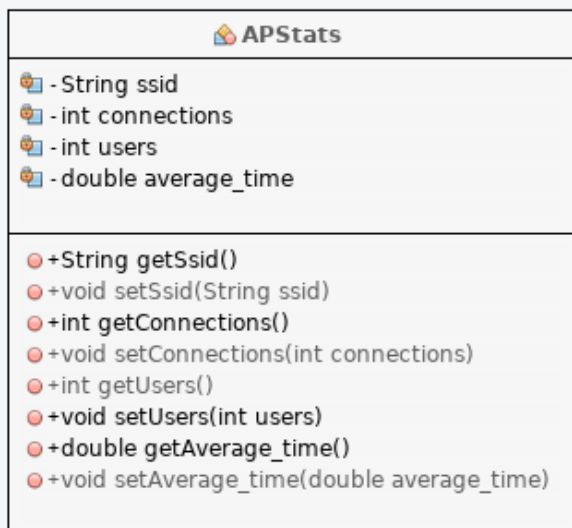 APStats
- String ssid
- int connections
- int users
- double average_time
+String getSsid()
+void setSsid(String ssid)
+int getConnections()
+void setConnections(int connections)
+int getUsers()
+void setUsers(int users)
+double getAverage_time()
+void setAverage_time(double average_time)